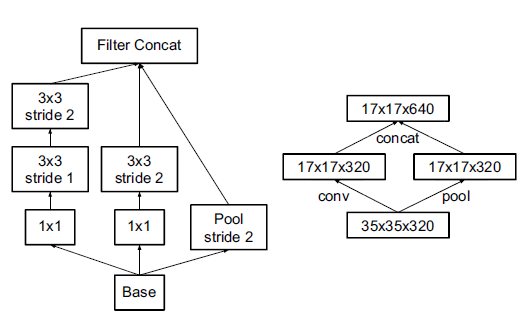 Filter Concat
3x3
stride 2
3x3
stride 1
3x3
stride 2
1x1
1x1
Pool
stride 2
Base
17x17x640
concat
17x17x320
17x17x320
conv
pool
35x35x320